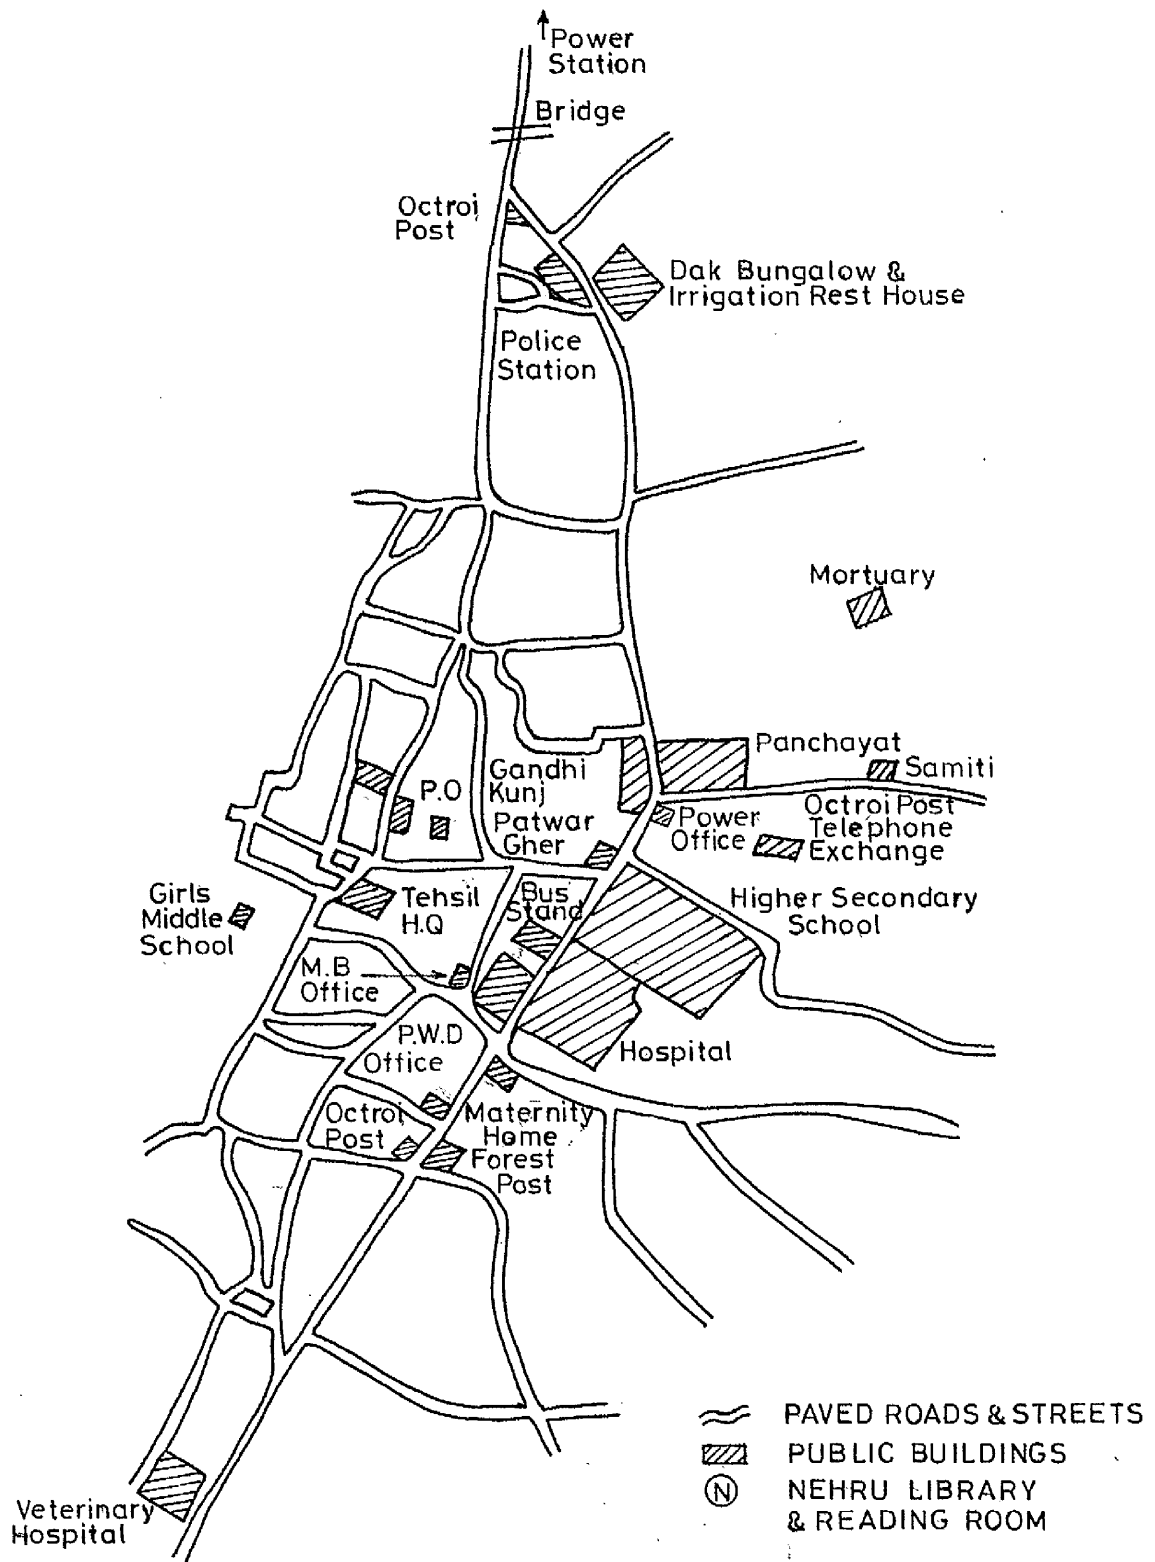 Power
Station
Bridge
Octroi
Post
Dak Bungalow &
Irrigation Rest House
Police
Station
Mortuary
Panchayat
Samiti
Gandhi
Kunj
P.O
Patwar
Gher
Power
Office
Octroi Post
Telephone
Exchange
Girls
Middle
School
Tehsil
H.Q
Bus
Stand
Higher Secondary
School
M.B
Office
P.W.D
Office
Hospital
Octroi
Post
Maternity
Home
Forest
Post
Veterinary
Hospital
PAVED ROADS & STREETS
PUBLIC BUILDINGS
N NEHRU LIBRARY
& READING ROOM